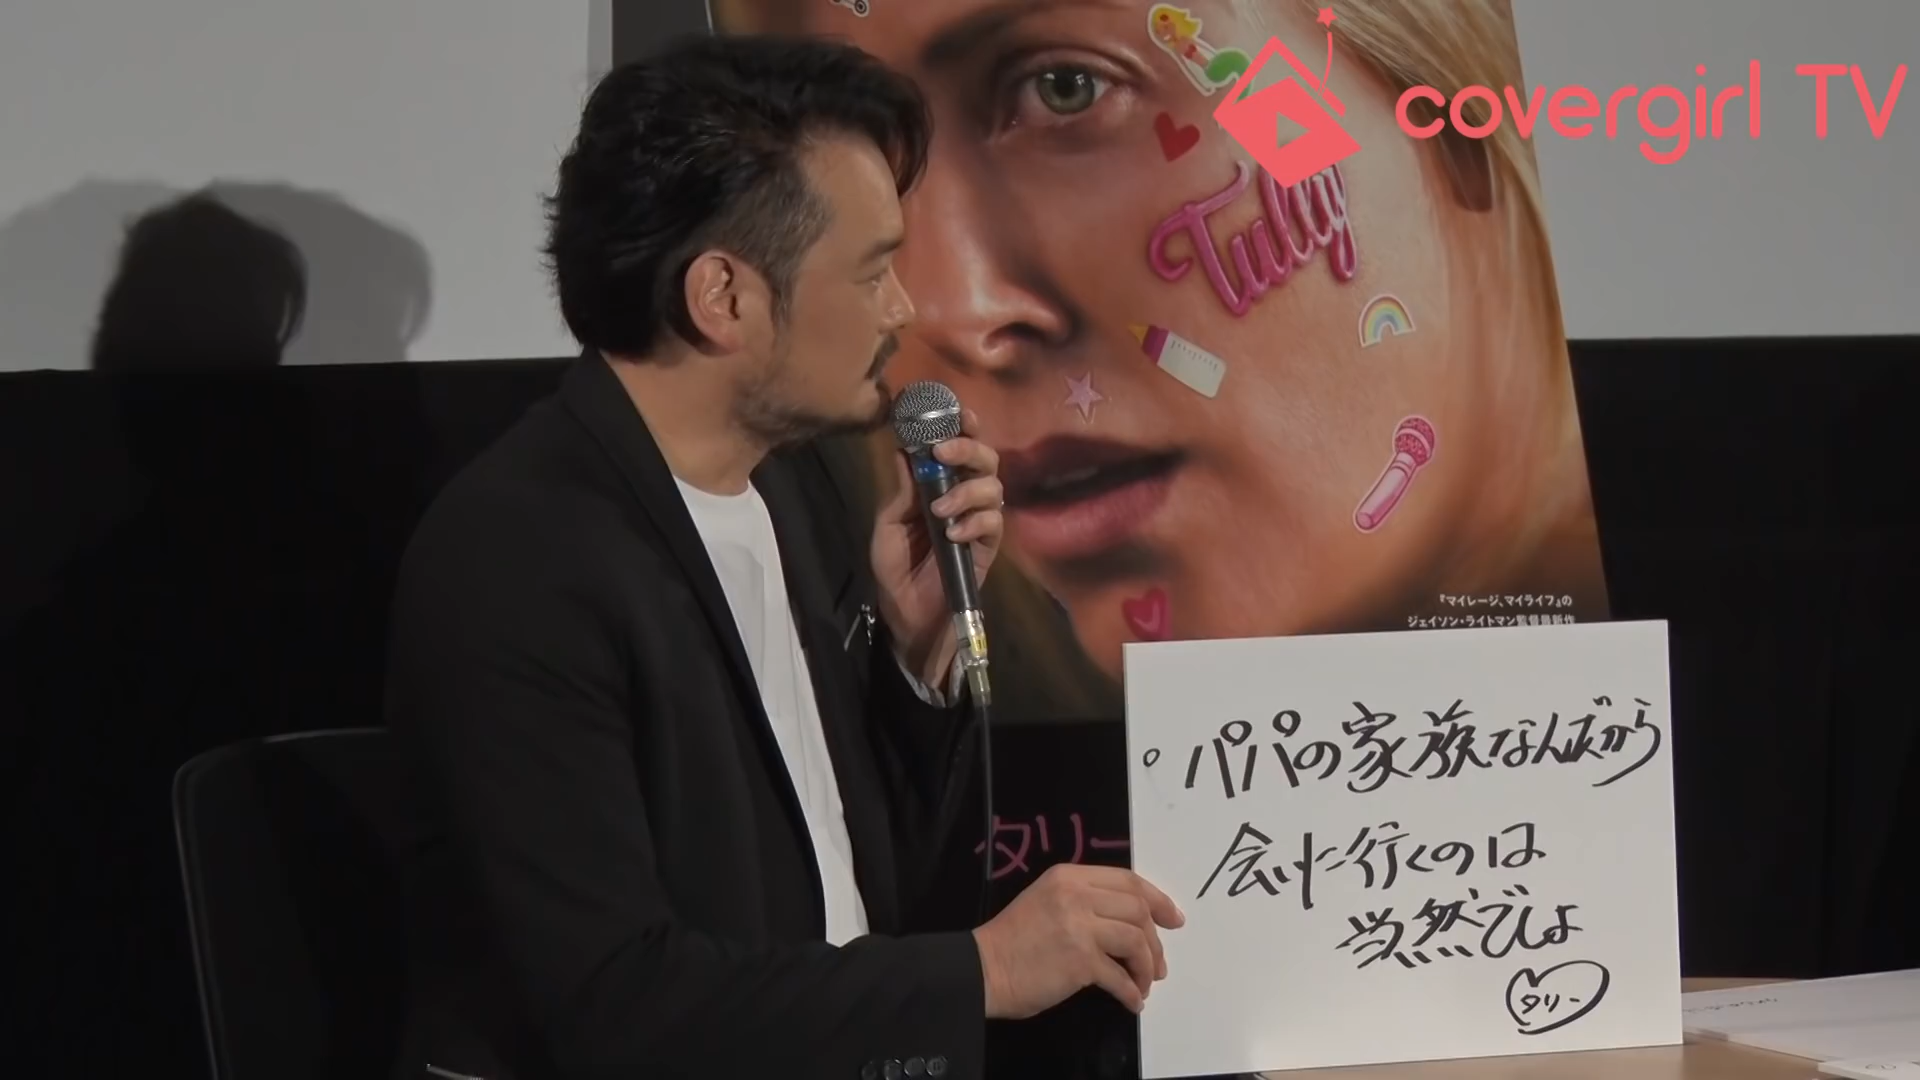 covergirl TV
Tully
『マイレージ、マイライフ』の
ジェイソン・ライトマン監督最新作
タリー
。パパの家族なんだから
会いに行くのは
当然でしょ
タリー